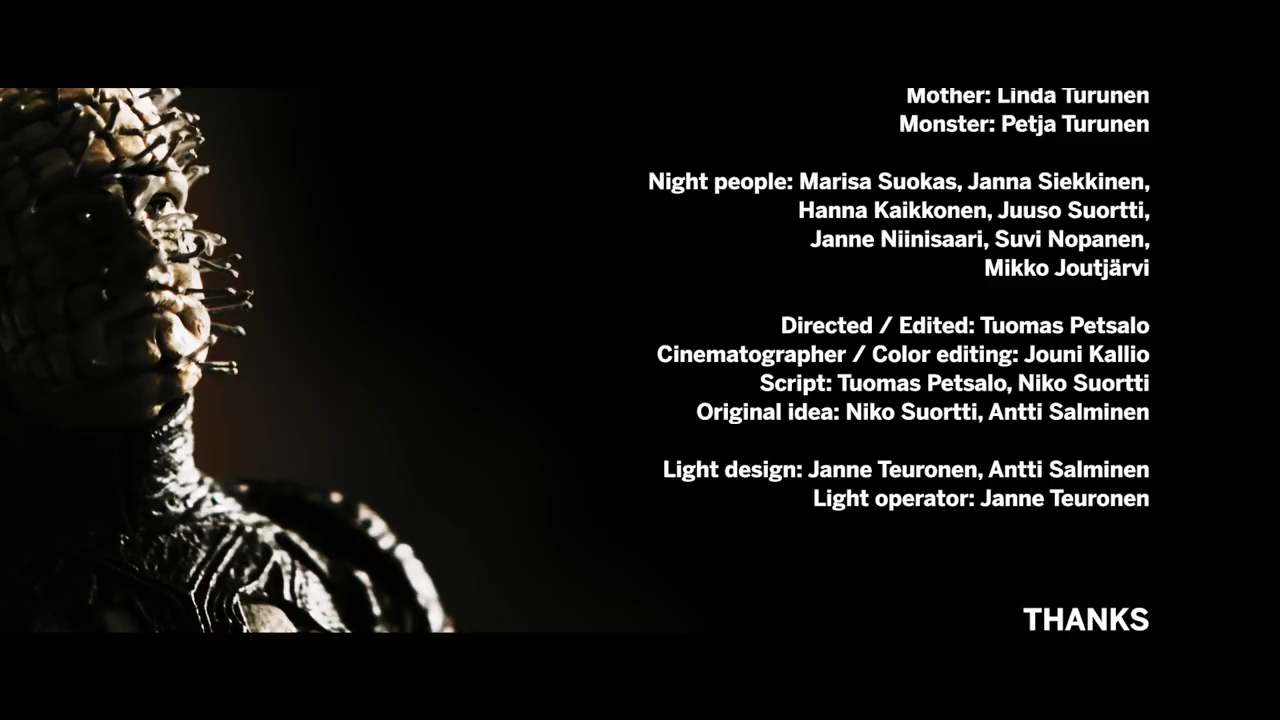 Mother: Linda Turunen
Monster: Petja Turunen
Night people: Marisa Suokas, Janna Siekkinen,
Hanna Kaikkonen, Juuso Suortti,
Janne Niinisaari, Suvi Nopanen,
Mikko Joutjärvi
Directed / Edited: Tuomas Petsalo
Cinematographer / Color editing: Jouni Kallio
Script: Tuomas Petsalo, Niko Suortti
Original idea: Niko Suortti, Antti Salminen
Light design: Janne Teuronen, Antti Salminen
Light operator: Janne Teuronen
THANKS